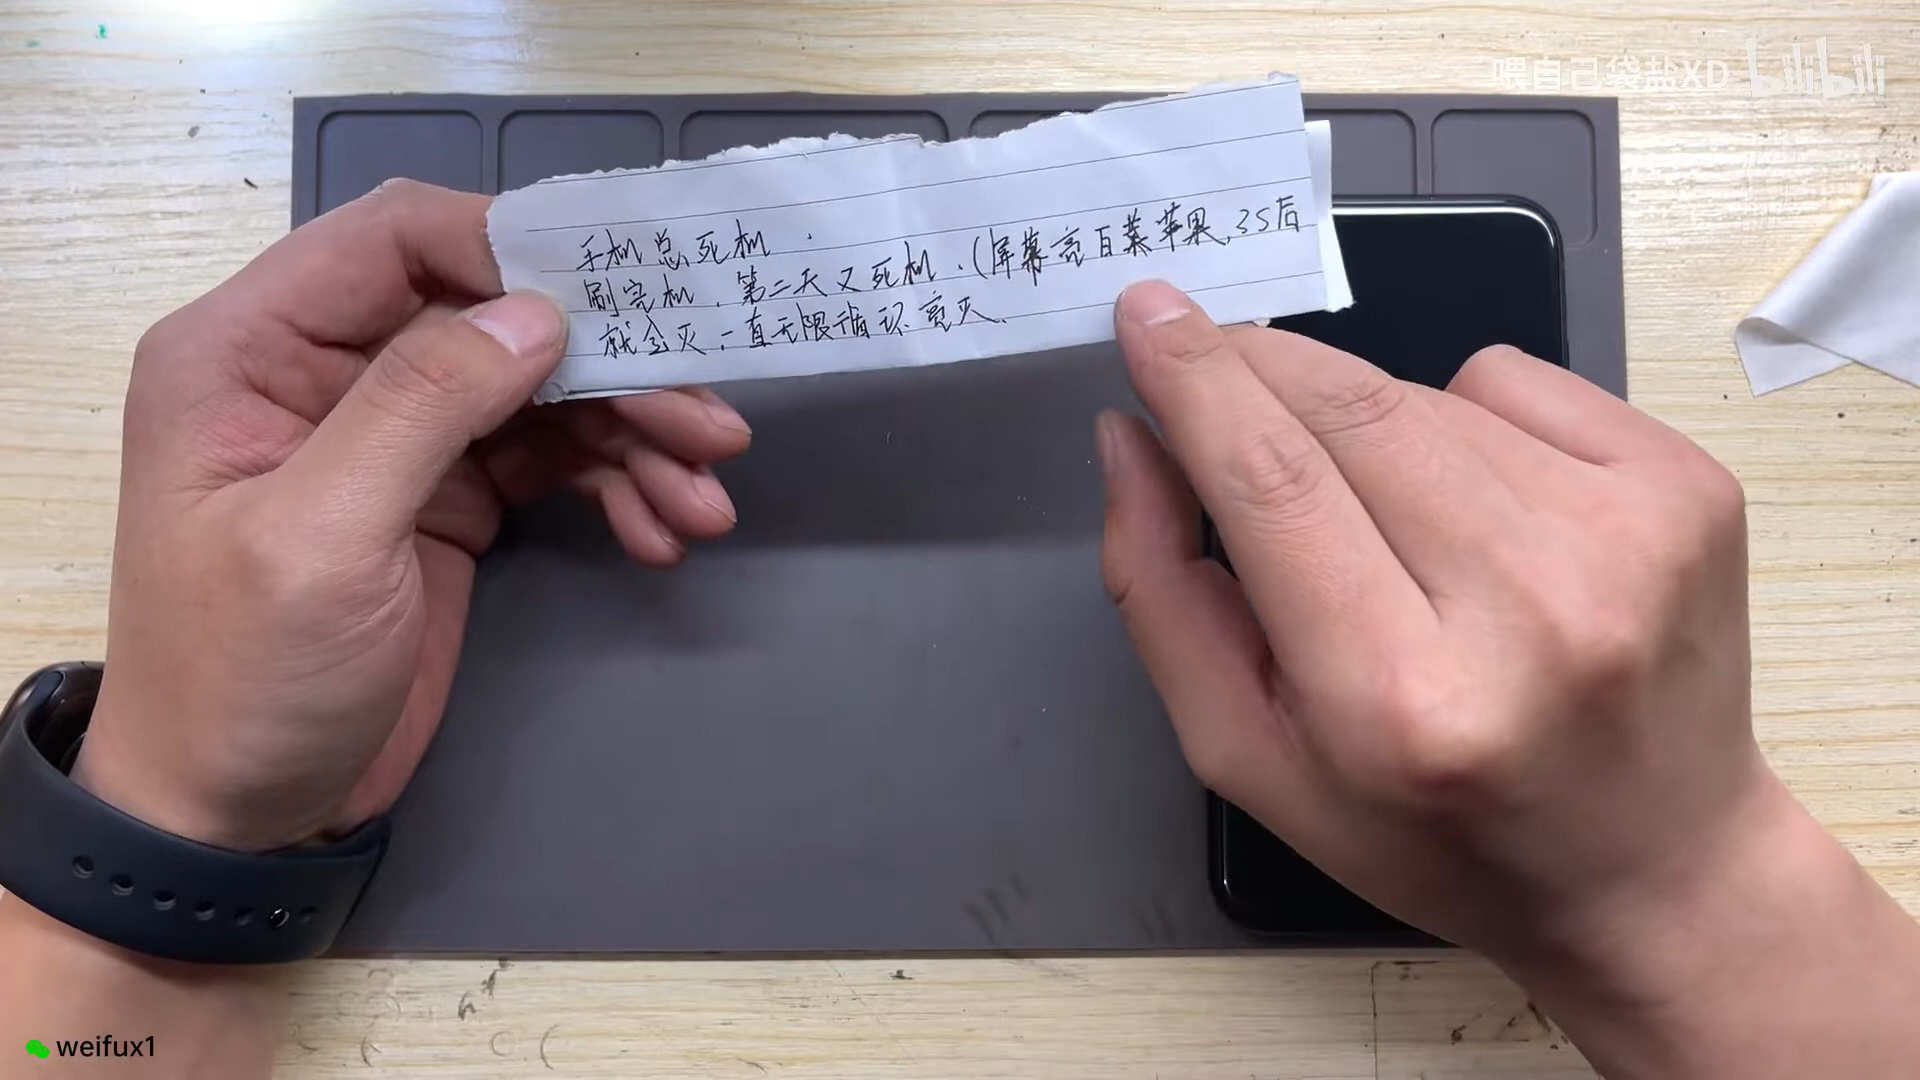 喂自己袋盐XD bilibili
手机总死机.
刷完机,第二天又死机.(屏幕亮白菜苹果,3S后
就会灭,一直无限循环亮灭、
weifux1